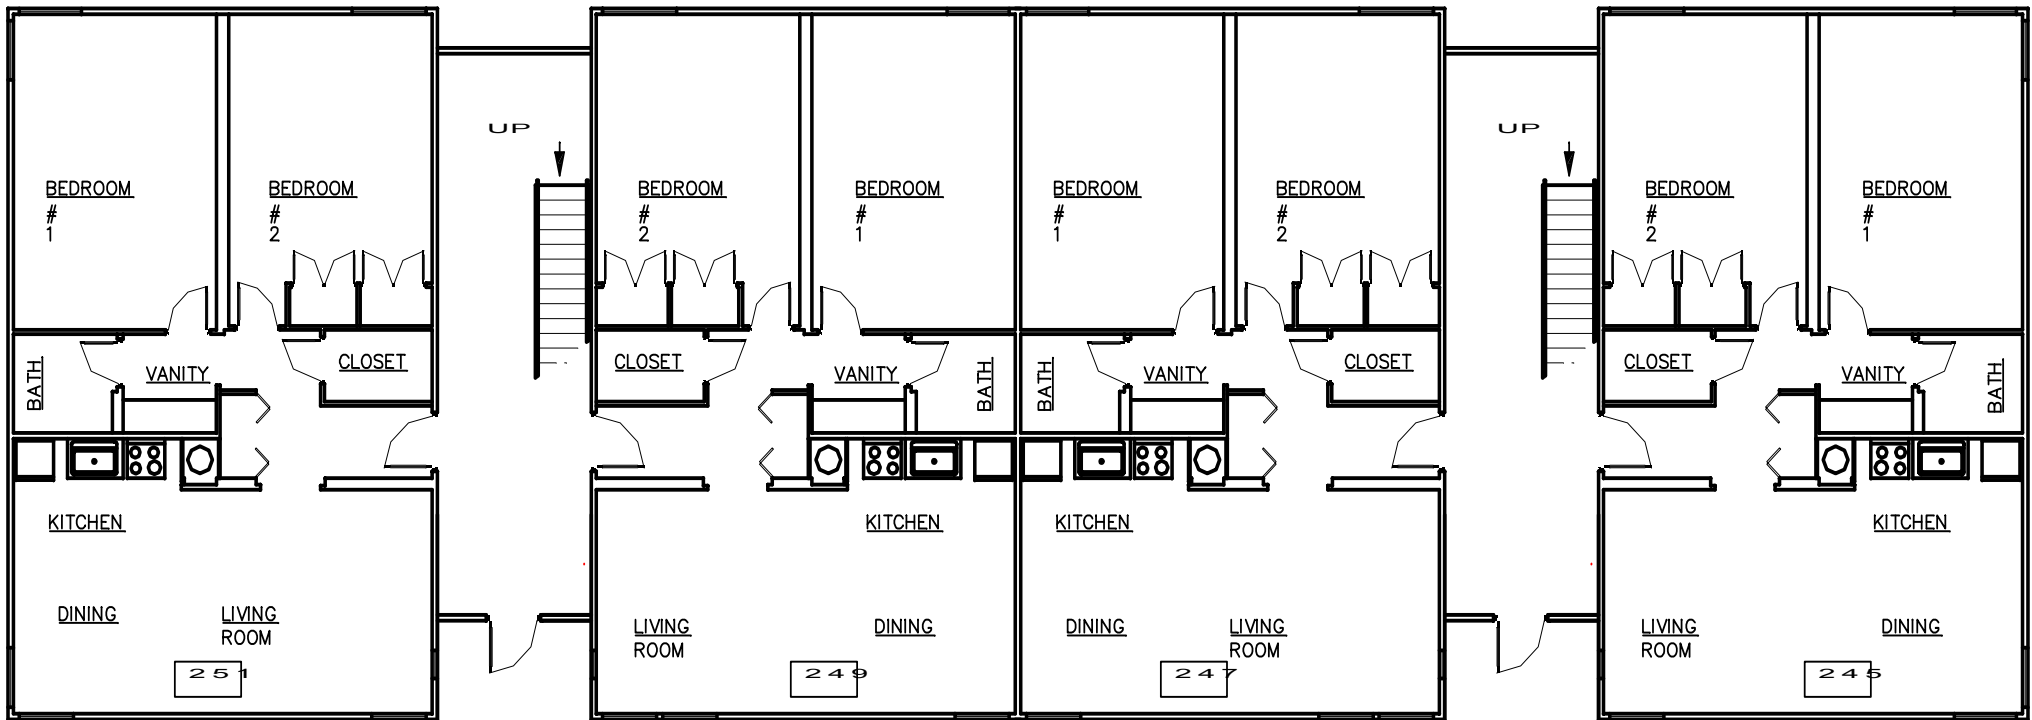 UP
UP
BEDROOM
#
1
BEDROOM
#
2
BEDROOM
#
2
BEDROOM
#
1
BEDROOM
#
1
BEDROOM
#
2
BEDROOM
#
2
BEDROOM
#
1
BATH
VANITY
CLOSET
CLOSET
VANITY
BATH
BATH
VANITY
CLOSET
CLOSET
VANITY
BATH
KITCHEN
KITCHEN
KITCHEN
KITCHEN
DINING
LIVING
ROOM
LIVING
ROOM
DINING
DINING
LIVING
ROOM
LIVING
ROOM
DINING
251
249
247
245